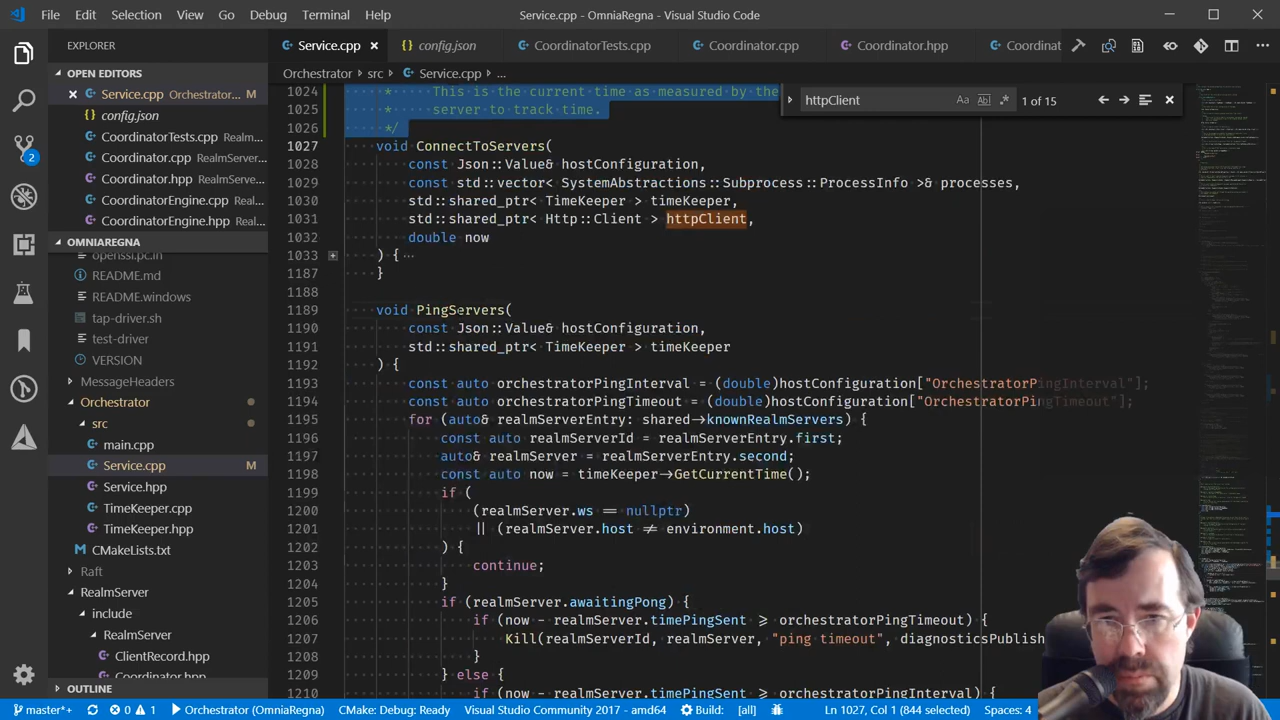 File Edit Selection View Go Debug Terminal Help
Service.cpp - OmniaRegna - Visual Studio Code
EXPLORER
Service.cpp
config.json
CoordinatorTests.cpp
Coordinator.cpp
Coordinator.hpp
Coordinat
OPEN EDITORS
Service.cpp Orchestrator... M
config.json
CoordinatorTests.cpp Realm...
Coordinator.cpp RealmServer...
Coordinator.hpp RealmServe...
CoordinatorEngine.cpp Real...
CoordinatorEngine.hpp Real...
OMNIAREGNA
openssl.pc.in
README.md
README.windows
tap-driver.sh
test-driver
VERSION
MessageHeaders
Orchestrator
src
main.cpp
Service.cpp M
Service.hpp
TimeKeeper.cpp
TimeKeeper.hpp
CMakeLists.txt
Raft
RealmServer
include
RealmServer
ClientRecord.hpp
Coordinator.hpp
OUTLINE
2
Orchestrator > src > Service.cpp > ...
httpClient
Aa Abl .* 1 of 15
1024 * This is the current time as measured by the
1025 * server to track time.
1026 */
1027 void ConnectToServers(
1028 const Json::Value& hostConfiguration,
1029 const std::vector< SystemAbstractions::Subprocess::ProcessInfo >& processes,
1030 std::shared_ptr< TimeKeeper > timeKeeper,
1031 std::shared_ptr< Http::Client > httpClient,
1032 double now
1033 ) { ...
1187 }
1188
1189 void PingServers(
1190 const Json::Value& hostConfiguration,
1191 std::shared_ptr< TimeKeeper > timeKeeper
1192 ) {
1193 const auto orchestratorPingInterval = (double)hostConfiguration["OrchestratorPingInterval"];
1194 const auto orchestratorPingTimeout = (double)hostConfiguration["OrchestratorPingTimeout"];
1195 for (auto& realmServerEntry: shared->knownRealmServers) {
1196 const auto realmServerId = realmServerEntry.first;
1197 auto& realmServer = realmServerEntry.second;
1198 const auto now = timeKeeper->GetCurrentTime();
1199 if (
1200 (realmServer.ws == nullptr)
1201 || (realmServer.host ≠ environment.host)
1202 ) {
1203 continue;
1204 }
1205 if (realmServer.awaitingPong) {
1206 if (now - realmServer.timePingSent ≥ orchestratorPingTimeout) {
1207 Kill(realmServerId, realmServer, "ping timeout", diagnosticsPublish
1208 }
1209 } else {
1210 if (now - realmServer.timePingSent ≥ orchestratorPingInterval) {
master*+ 0 1 Orchestrator (OmniaRegna) CMake: Debug: Ready Visual Studio Community 2017 - amd64 Build: [all] Ln 1027, Col 1 (844 selected) Spaces: 4